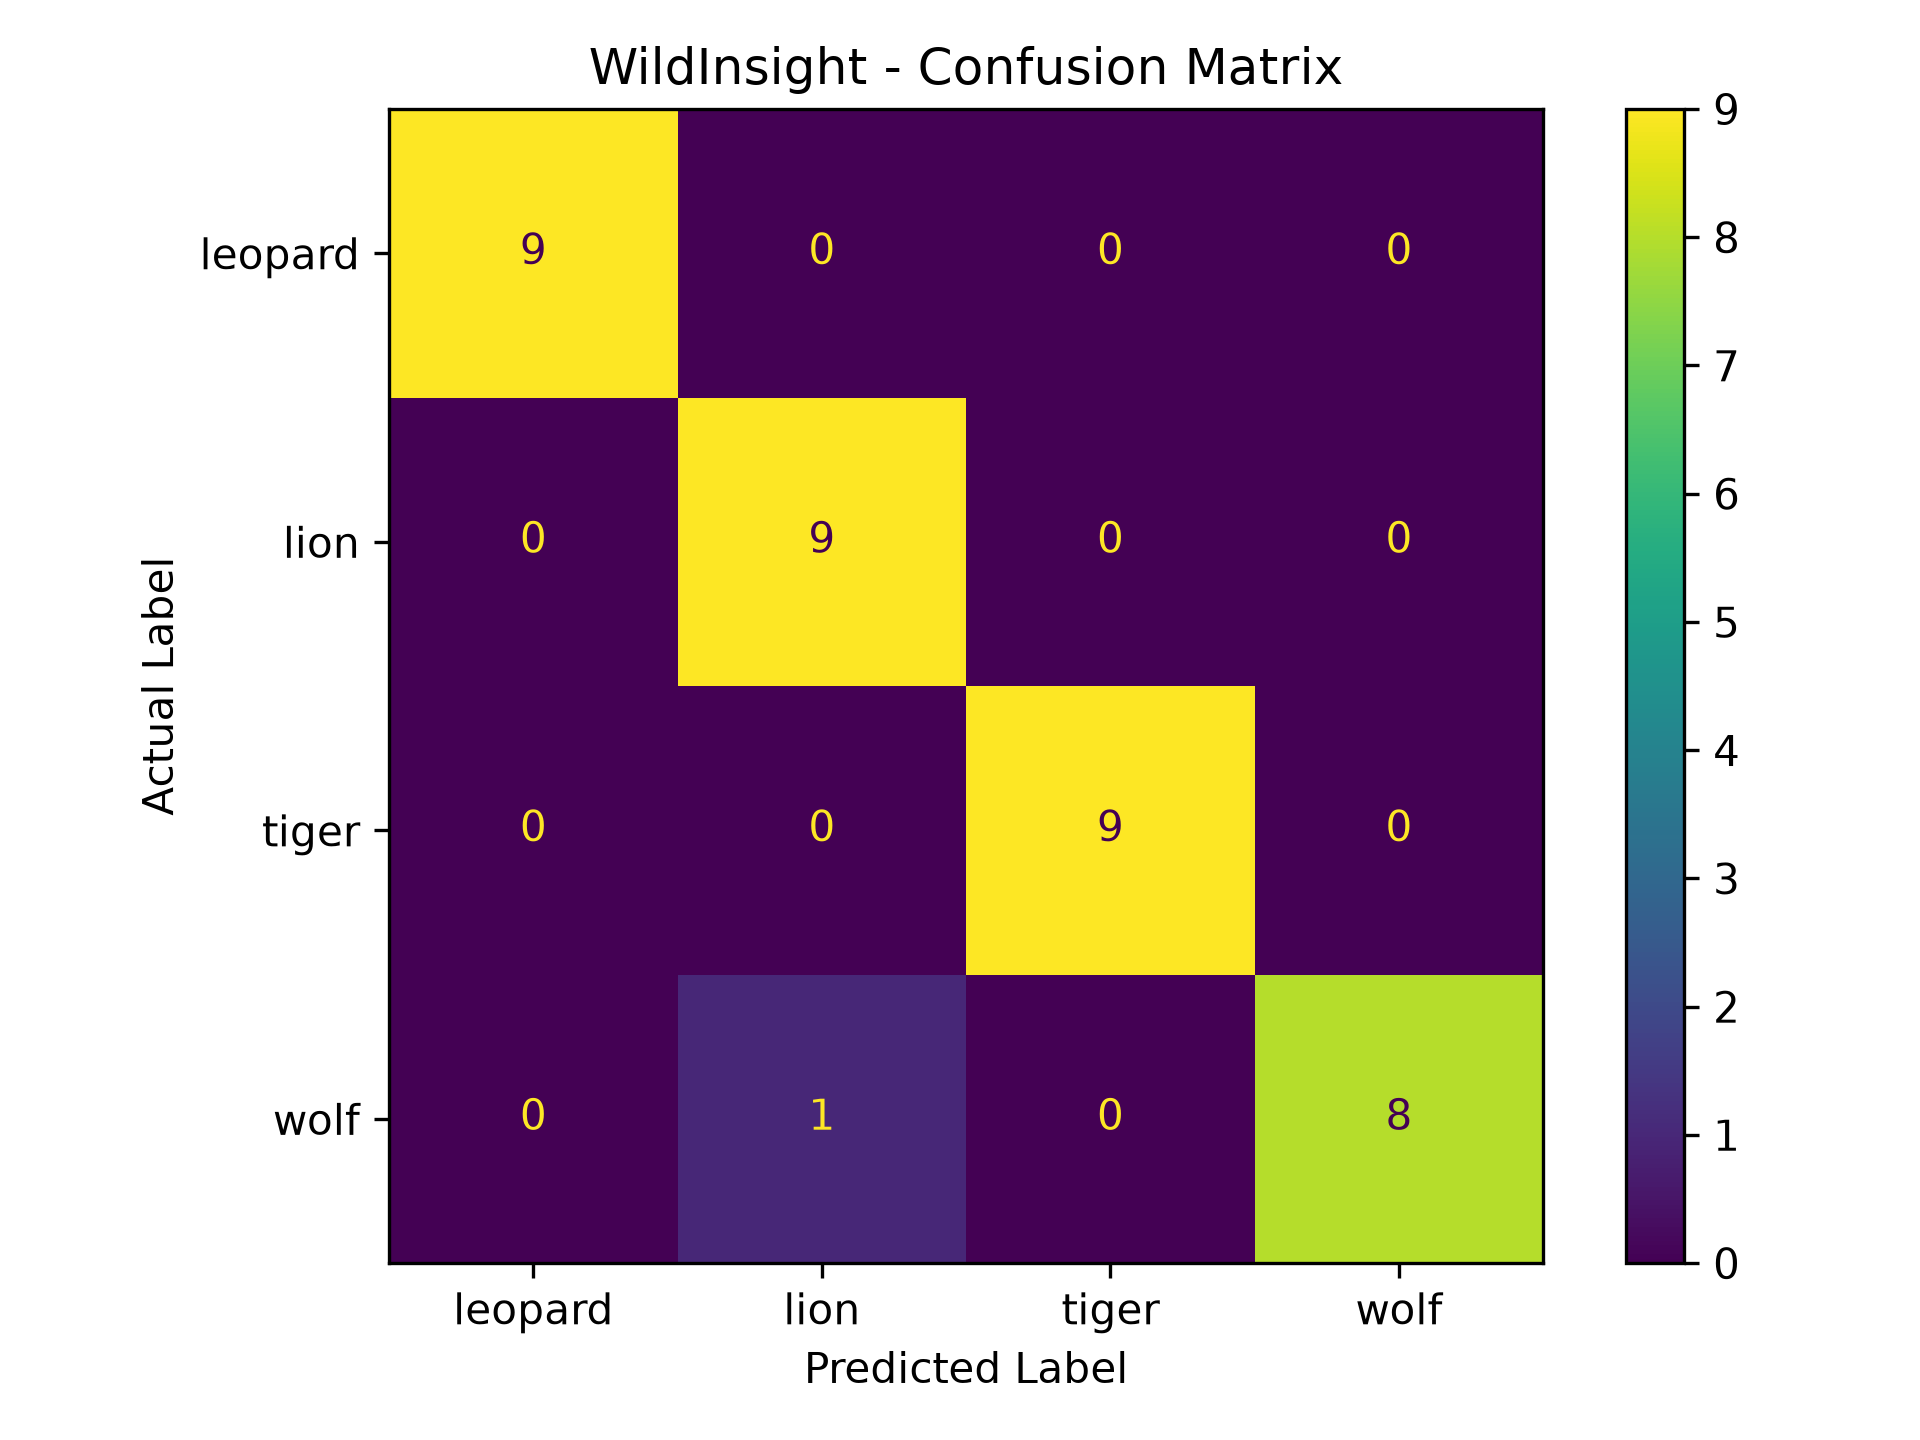 WildInsight - Confusion Matrix
Actual Label
leopard 9 0 0 0
lion 0 9 0 0
tiger 0 0 9 0
wolf 0 1 0 8
leopard lion tiger wolf
Predicted Label
9
8
7
6
5
4
3
2
1
0